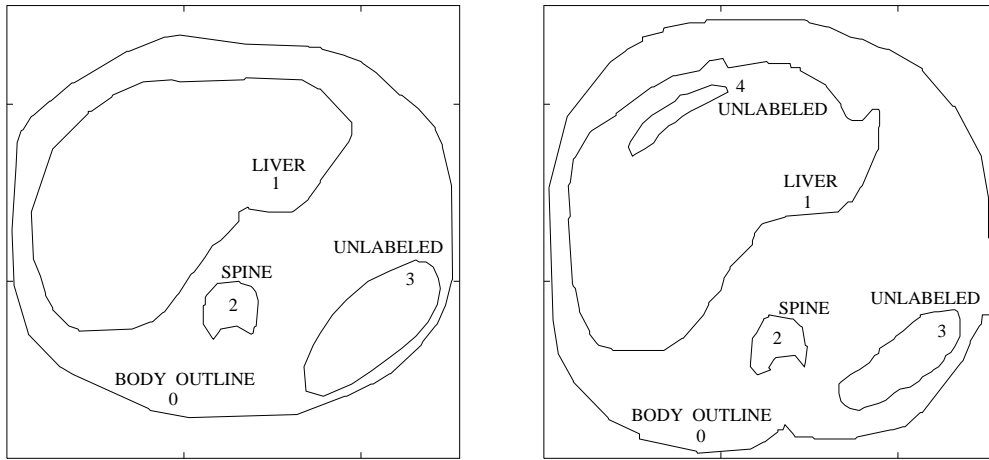 LIVER
1
UNLABELED
3
SPINE
2
BODY OUTLINE
0
4
UNLABELED
LIVER
1
UNLABELED
3
SPINE
2
BODY OUTLINE
0